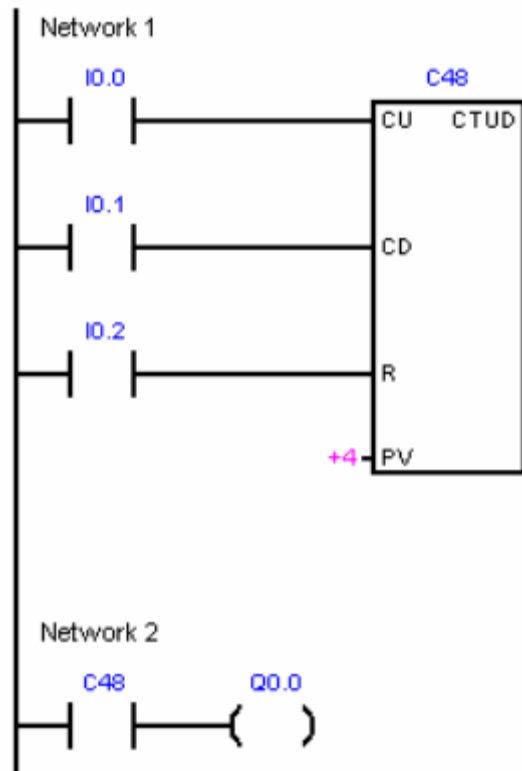 Network 1
I0.0
C48
CU CTUD
I0.1
CD
I0.2
R
+4 PV
Network 2
C48 Q0.0